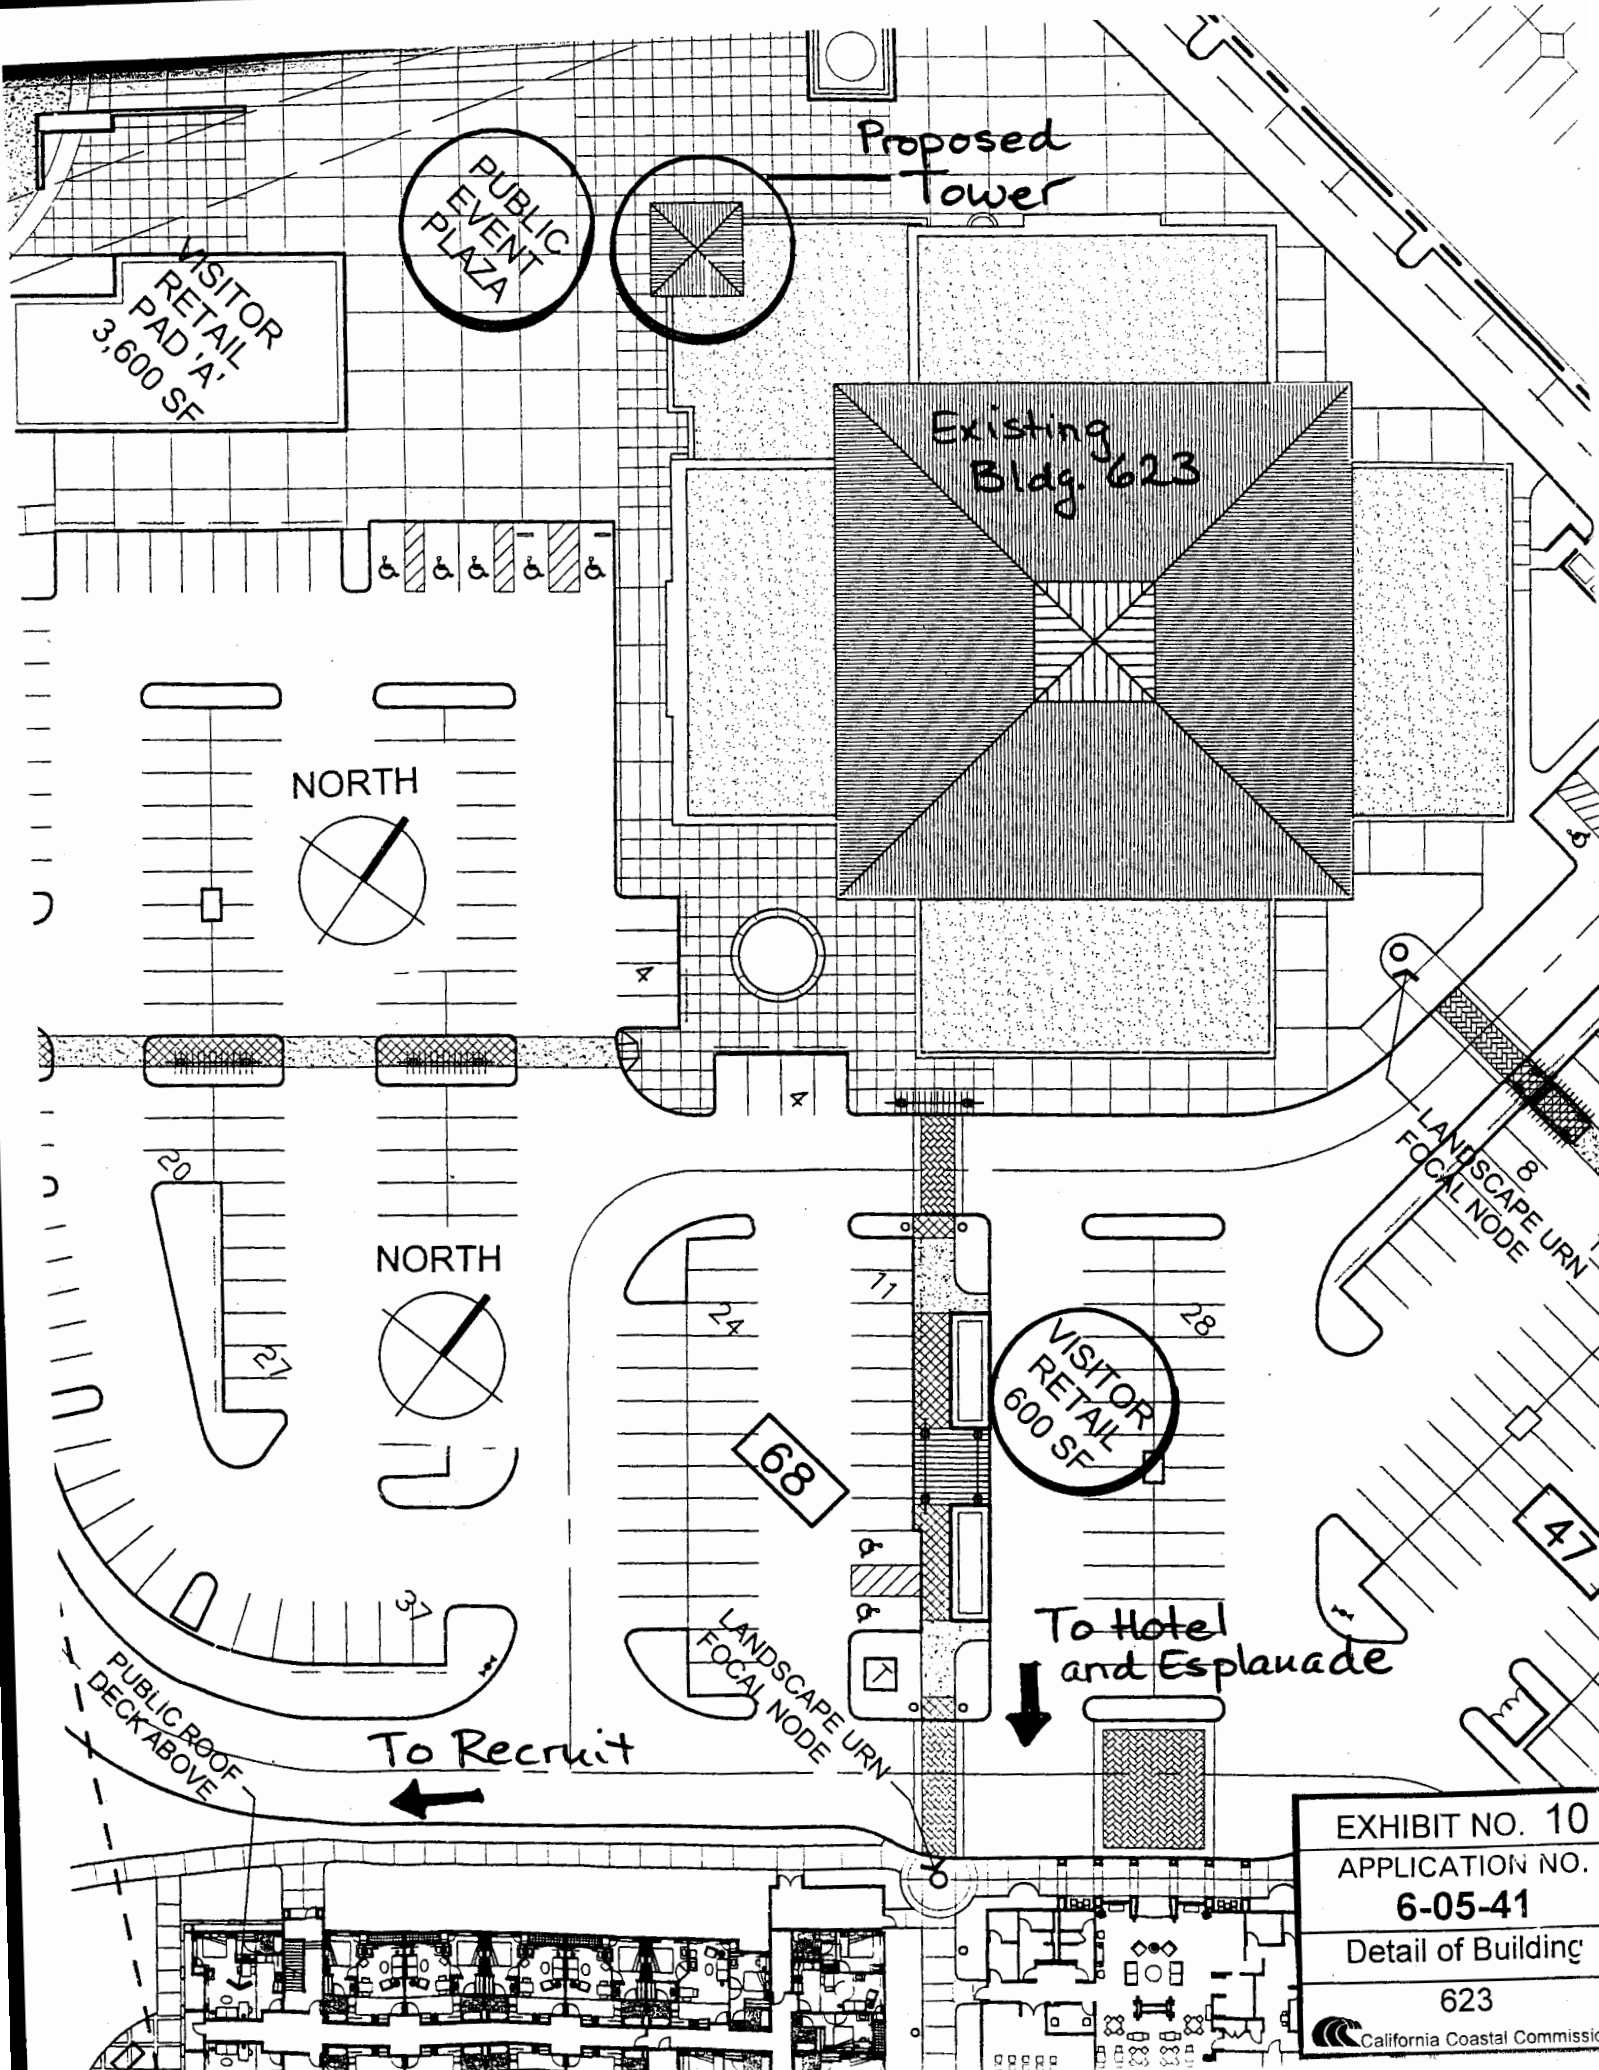 Proposed
Tower
PUBLIC
EVENT
PLAZA
VISITOR
RETAIL
PAD 'A'
3,600 SF
Existing
Bldg. 623
NORTH
4
4
20
LANDSCAPE URN
FOCAL NODE
8
NORTH
11
24
28
27
VISITOR
RETAIL
600 SF
68
47
37
To Hotel
and Esplanade
LANDSCAPE URN
FOCAL NODE
PUBLIC ROOF
DECK ABOVE
To Recruit
EXHIBIT NO. 10
APPLICATION NO.
6-05-41
Detail of Building
623
California Coastal Commissio